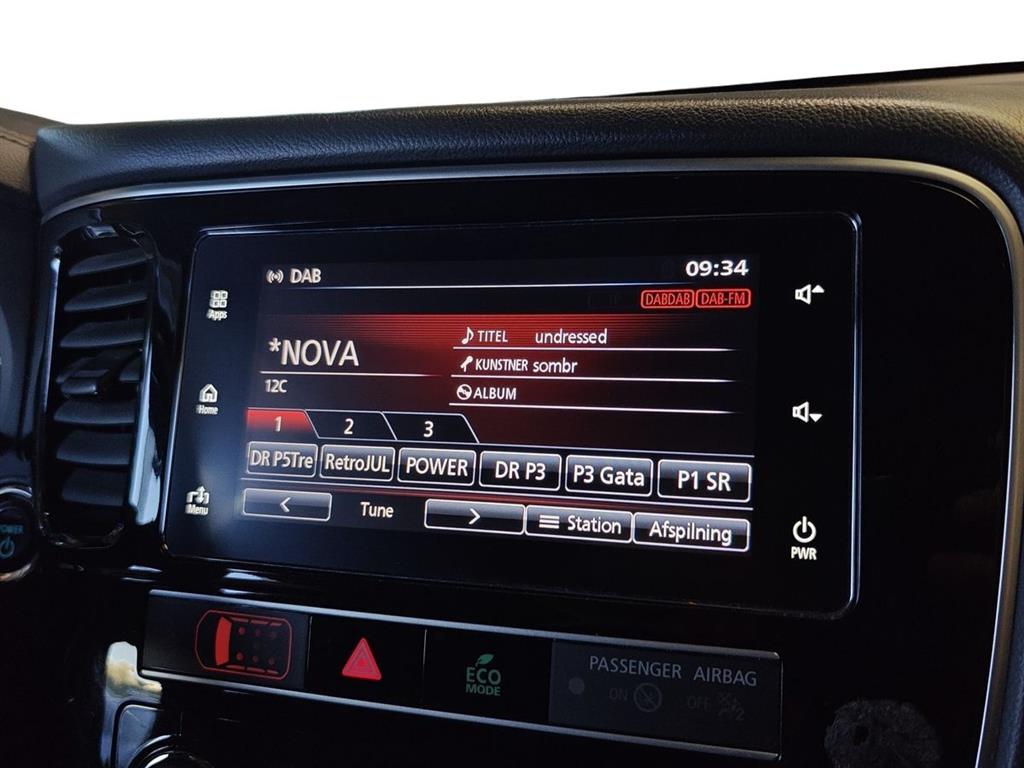 DAB
09:34
DABDAB DAB-FM
Apps
*NOVA
TITEL undressed
KUNSTNER sombr
12C
ALBUM
Home
1 2 3
DR P5Tre RetroJUL POWER DR P3 P3 Gata P1 SR
Menu
< Tune > Station Afspilning
PWR
POWER
ECO
MODE
PASSENGER AIRBAG
ON OFF
2